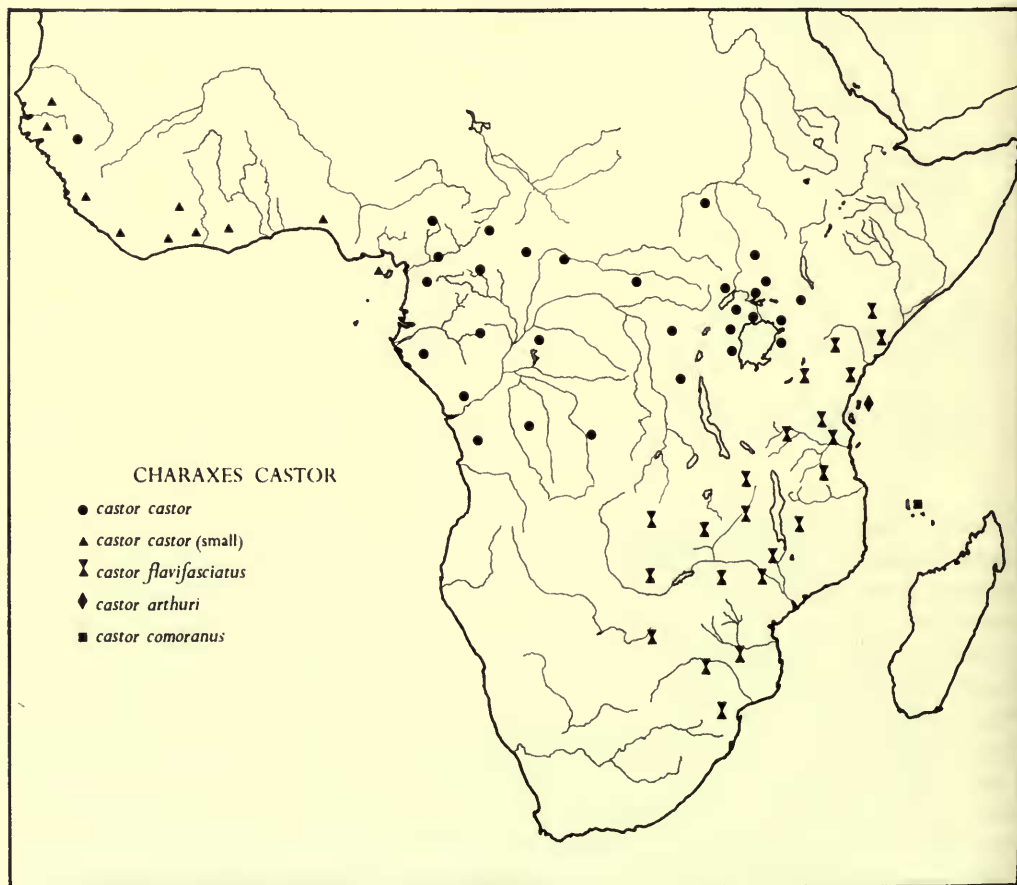 CHARAXES CASTOR
● castor castor
▲ castor castor (small)
⧗ castor flavifasciatus
♦ castor arthuri
■ castor comoranus